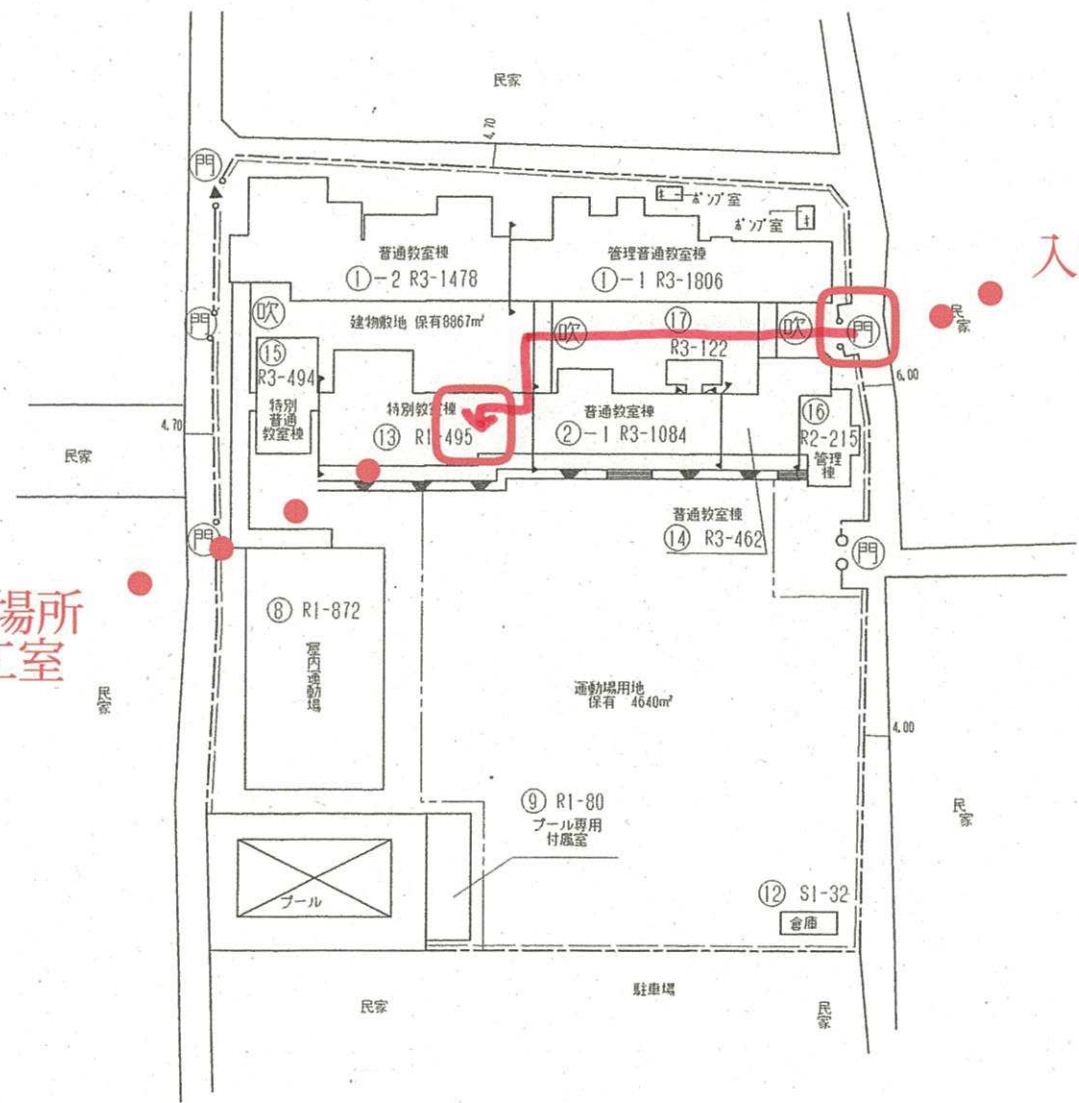 民家
4.70
門
ポンプ室
ポンプ室
普通教室棟
①-2 R3-1478
管理普通教室棟
①-1 R3-1806
入
民家
門
吹
建物敷地 保有8867m²
吹
⑰
R3-122
吹
門
⑮
R3-494
特別
普通
教室棟
6.00
4.70
特別教室棟
⑬ R1-495
普通教室棟
②-1 R3-1084
⑯
R2-215
管理
棟
民家
普通教室棟
⑭ R3-462
門
門
場所
工室
⑧ R1-872
屋内運動場
民家
運動場用地
保有 4640m²
4.00
⑨ R1-80
プール専用
付属室
民家
プール
⑫ S1-32
倉庫
駐車場
民家
民家